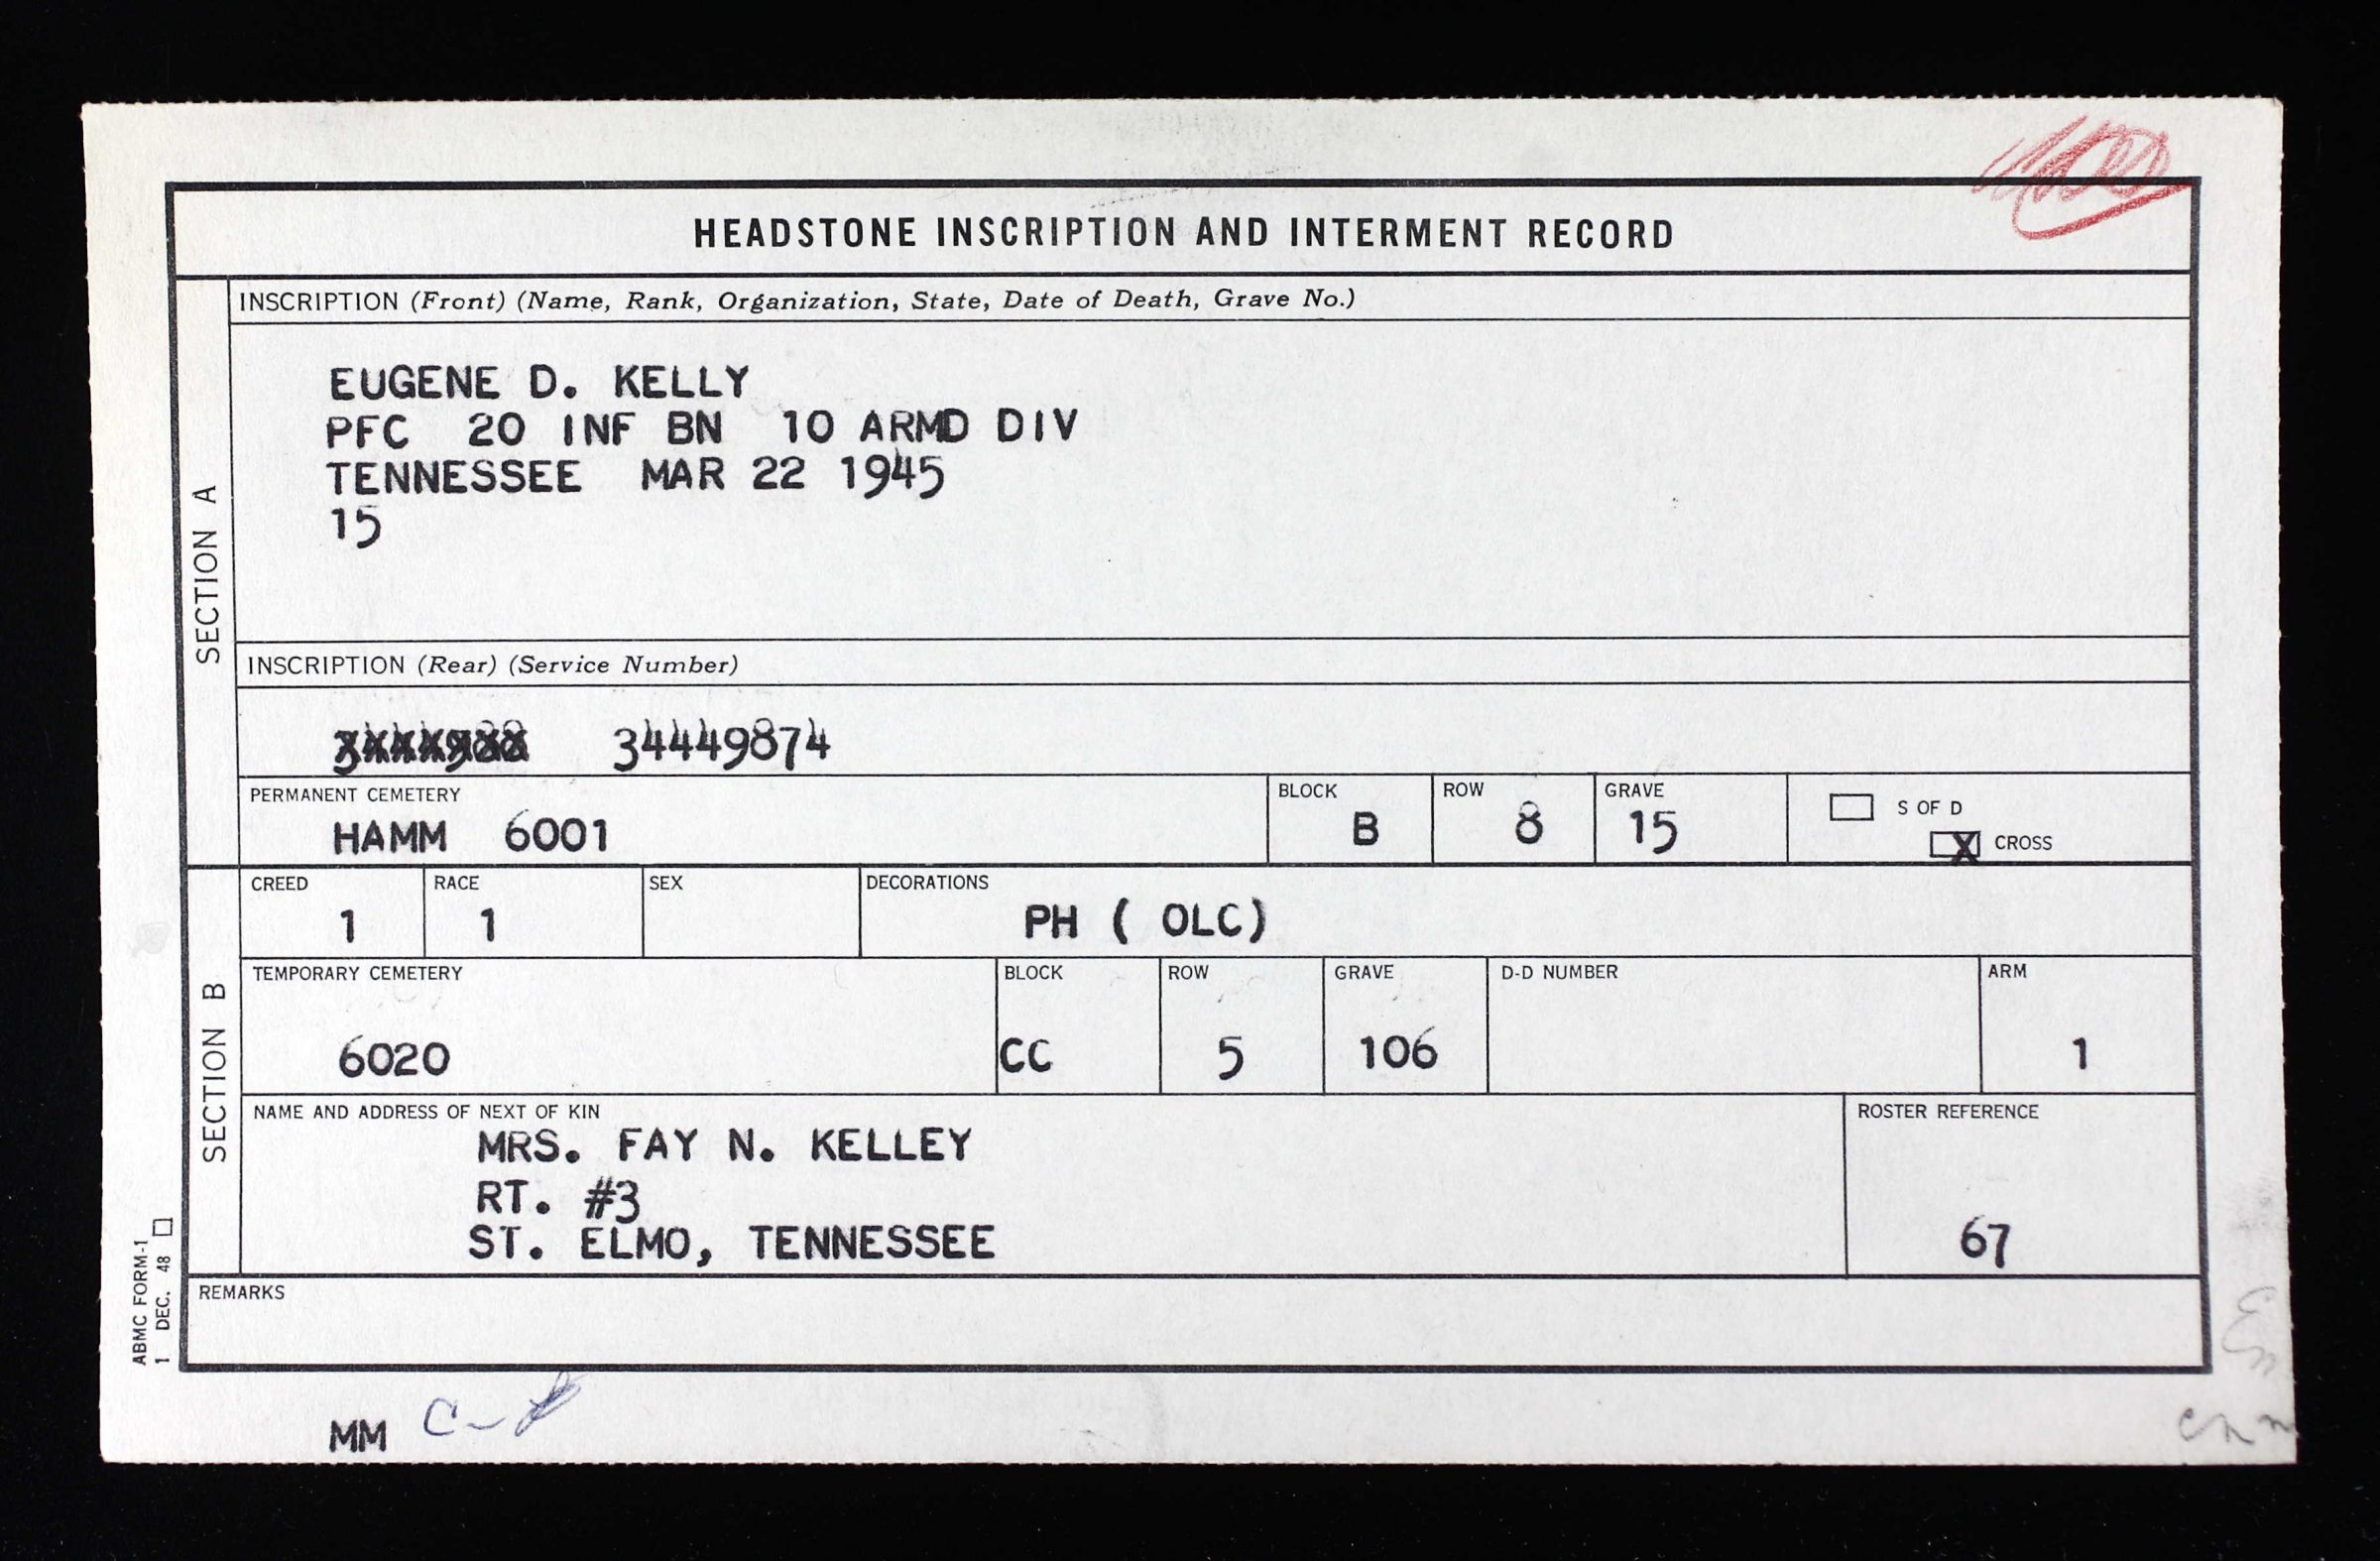 HEADSTONE INSCRIPTION AND INTERMENT RECORD
SECTION A
INSCRIPTION (Front) (Name, Rank, Organization, State, Date of Death, Grave No.)
EUGENE D. KELLY
PFC 20 INF BN 10 ARMD DIV
TENNESSEE MAR 22 1945
15
INSCRIPTION (Rear) (Service Number)
34449874
PERMANENT CEMETERY
HAMM 6001
BLOCK
B
ROW
8
GRAVE
15
S OF D
X CROSS
SECTION B
CREED
1
RACE
1
SEX
DECORATIONS
PH ( OLC)
TEMPORARY CEMETERY
6020
BLOCK
CC
ROW
5
GRAVE
106
D-D NUMBER
ARM
1
NAME AND ADDRESS OF NEXT OF KIN
MRS. FAY N. KELLEY
RT. #3
ST. ELMO, TENNESSEE
ROSTER REFERENCE
67
REMARKS
ABMC FORM-1
1 DEC. 48
MM